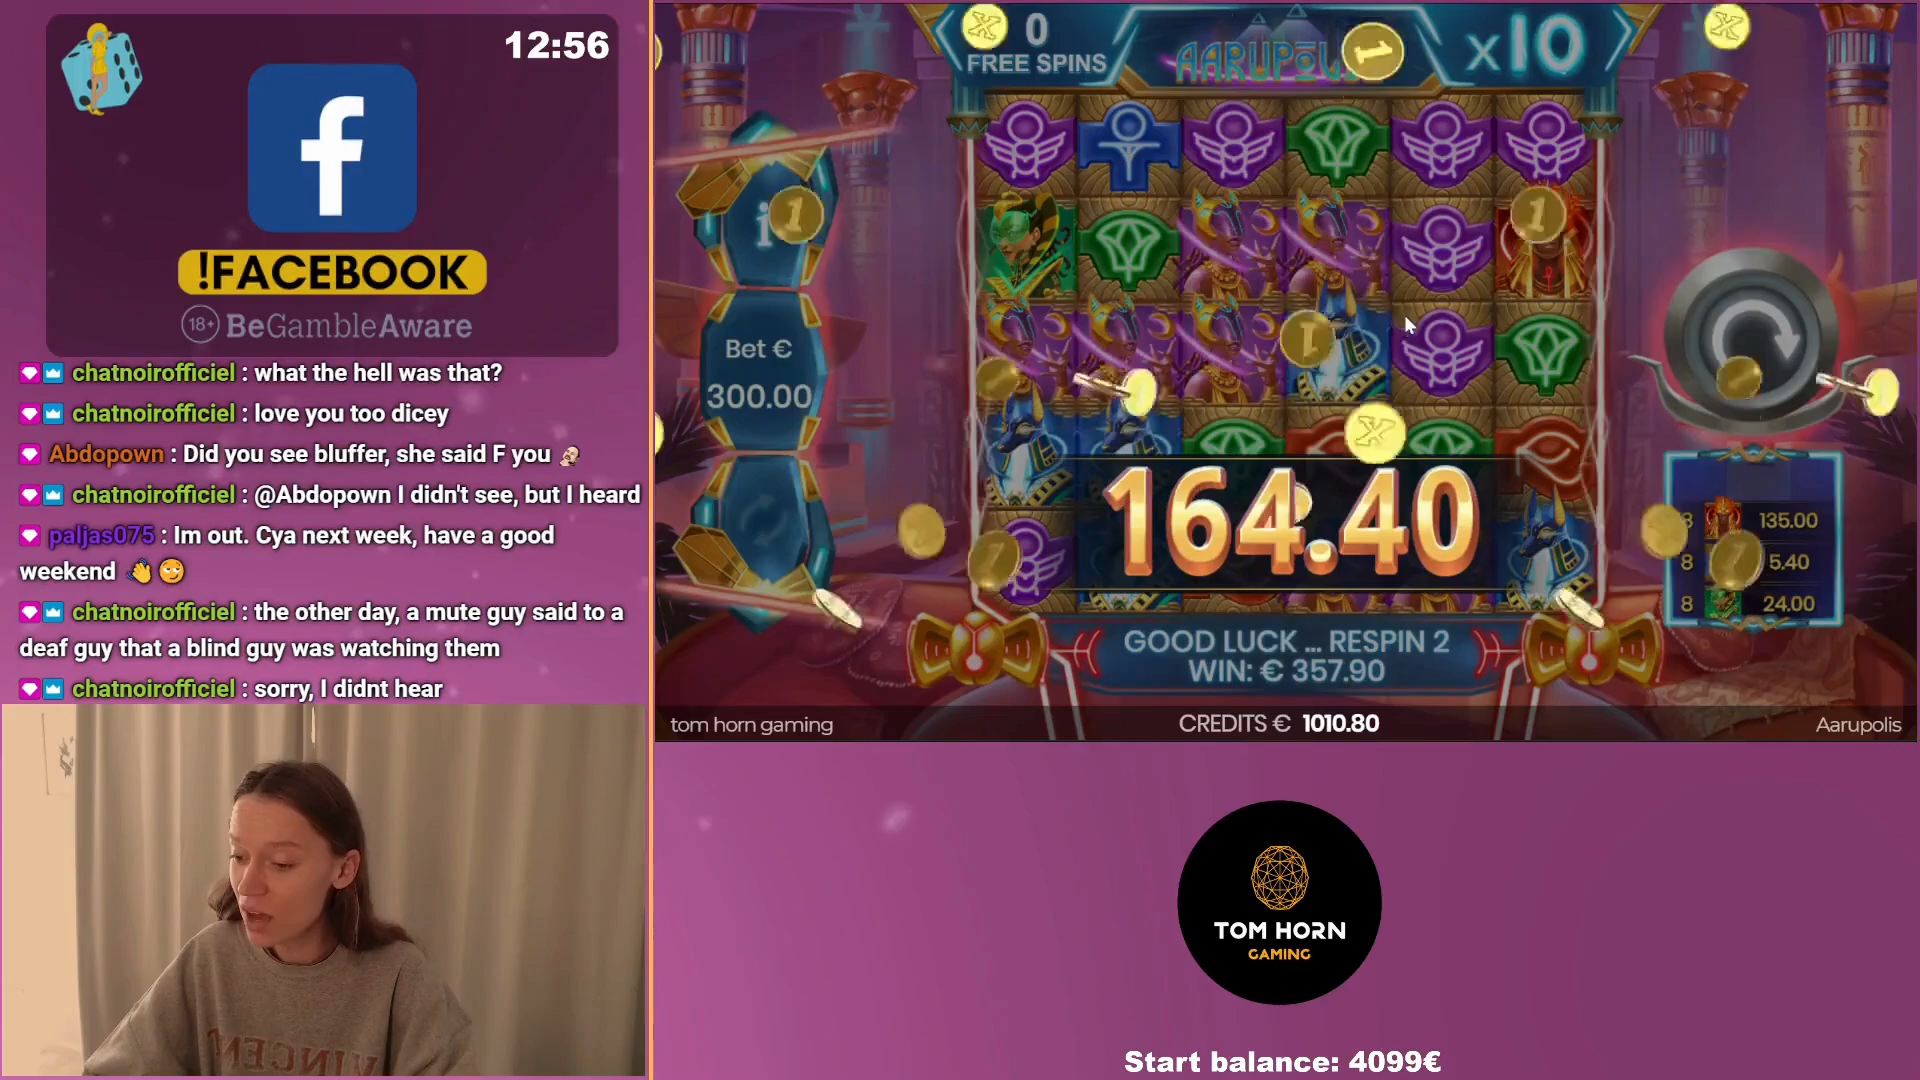 12:56
f
!FACEBOOK
18+ BeGambleAware
chatnoirofficiel : what the hell was that?
chatnoirofficiel : love you too dicey
Abdopown : Did you see bluffer, she said F you
chatnoirofficiel : @Abdopown I didn't see, but I heard
paljas075 : Im out. Cya next week, have a good
weekend
chatnoirofficiel : the other day, a mute guy said to a
deaf guy that a blind guy was watching them
chatnoirofficiel : sorry, I didnt hear
0
FREE SPINS
x10
i
Bet €
300.00
164.40
135.00
8 5.40
8 24.00
GOOD LUCK ... RESPIN 2
WIN: € 357.90
tom horn gaming
CREDITS € 1010.80
Aarupolis
TOM HORN
GAMING
Start balance: 4099€